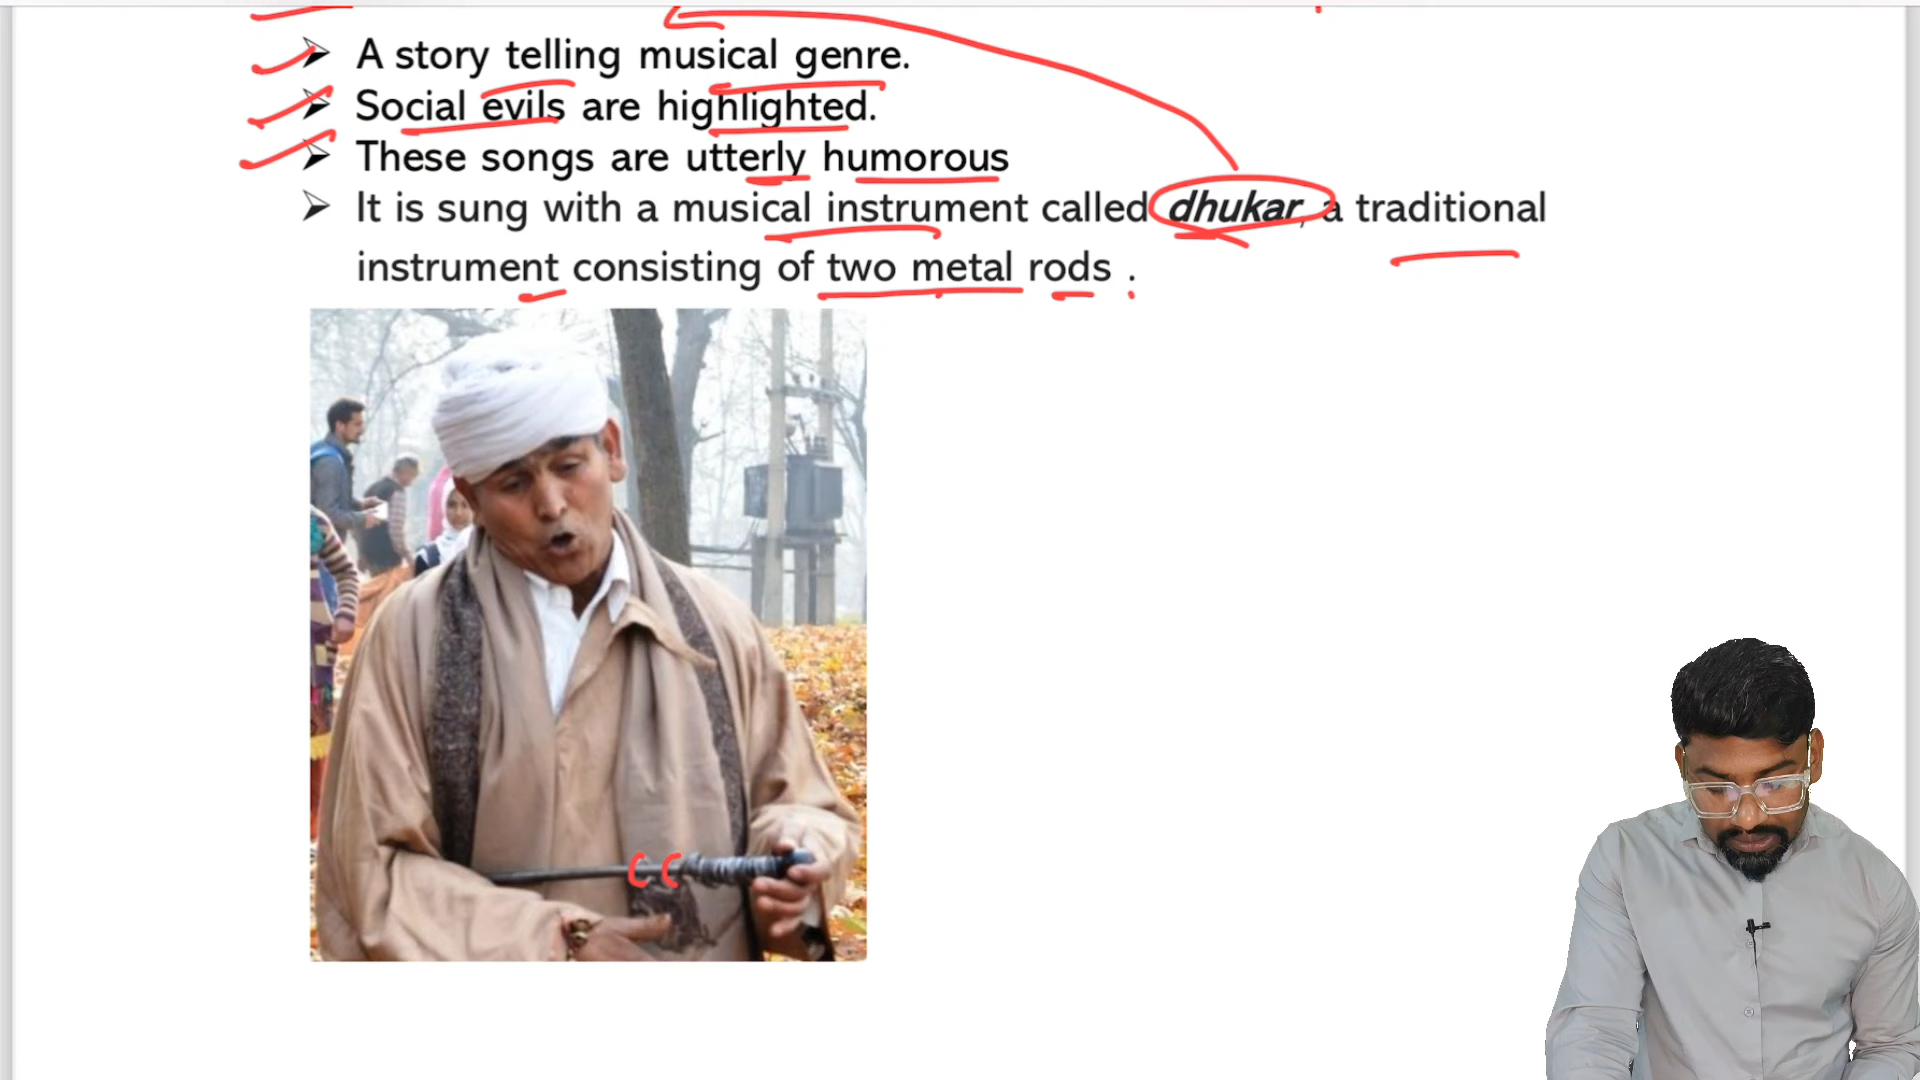 ➢ A story telling musical genre.
➢ Social evils are highlighted.
➢ These songs are utterly humorous
➢ It is sung with a musical instrument called dhukar, a traditional
instrument consisting of two metal rods .